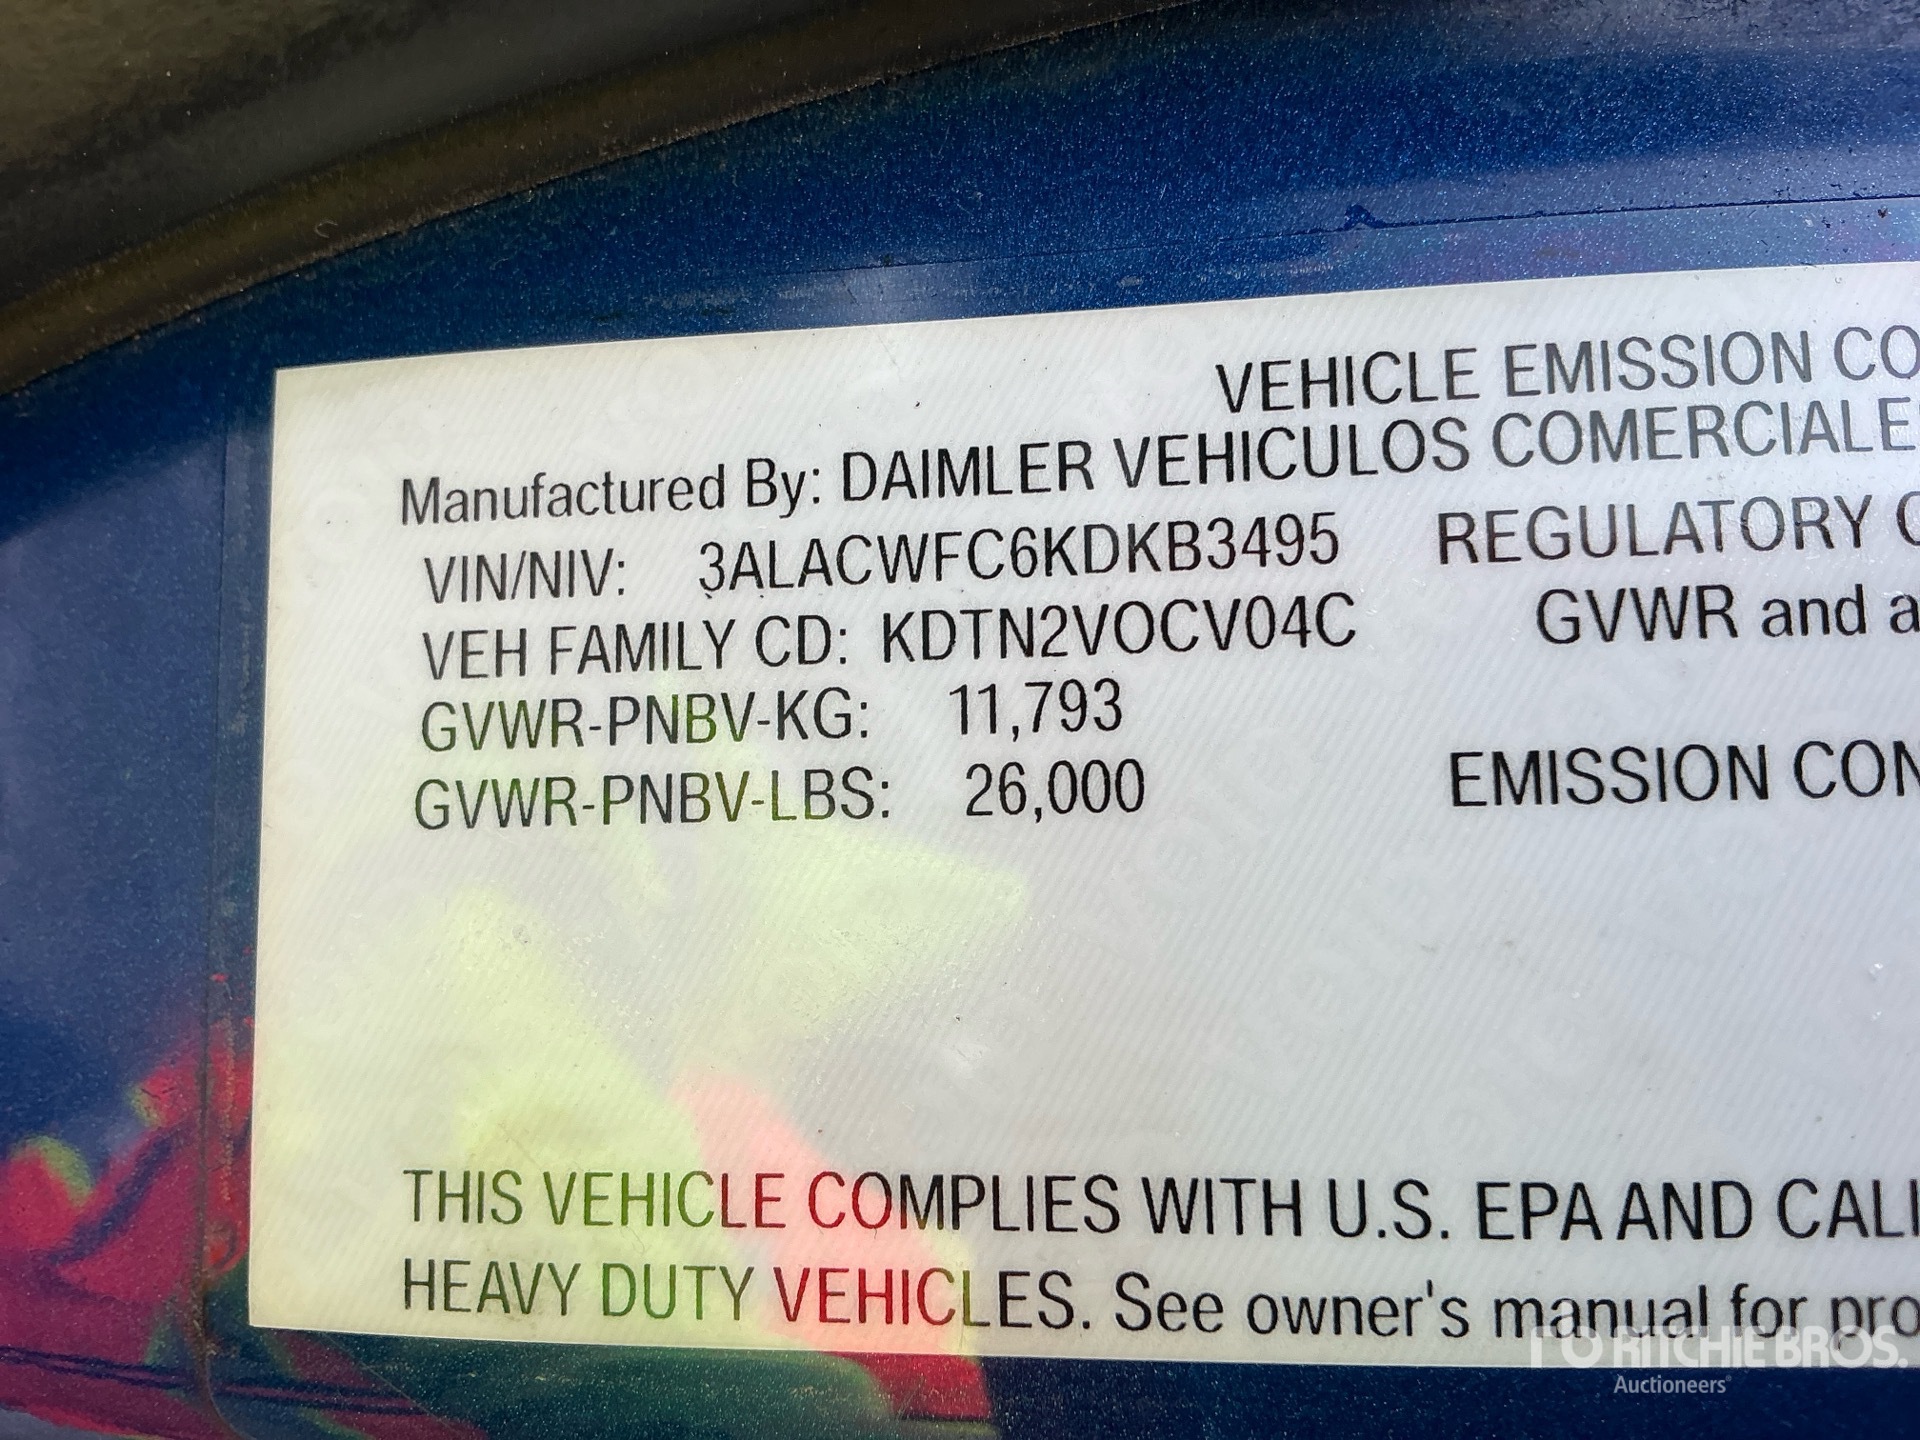 VEHICLE EMISSION CO
Manufactured By: DAIMLER VEHICULOS COMERCIALE
VIN/NIV: 3ALACWFC6KDKB3495 REGULATORY C
VEH FAMILY CD: KDTN2VOCV04C GVWR and a
GVWR-PNBV-KG: 11,793
GVWR-PNBV-LBS: 26,000 EMISSION CON
THIS VEHICLE COMPLIES WITH U.S. EPA AND CALI
HEAVY DUTY VEHICLES. See owner's manual for pro
RITCHIE BROS.
Auctioneers